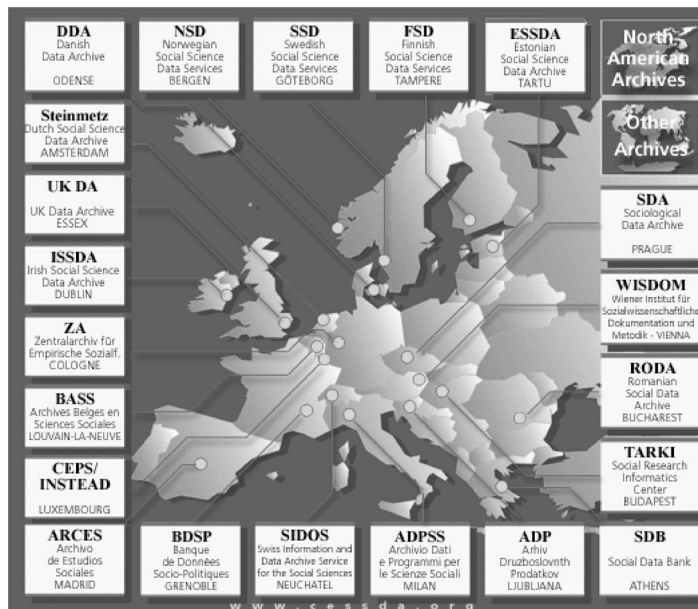 DDA
Danish
Data Archive
ODENSE
NSD
Norwegian
Social Science
Data Services
BERGEN
SSD
Swedish
Social Science
Data Services
GÖTEBORG
FSD
Finnish
Social Science
Data Services
TAMPERE
ESSDA
Estonian
Social Science
Data Archive
TARTU
North
American
Archives
Other
Archives
Steinmetz
Dutch Social Science
Data Archive
AMSTERDAM
UK DA
UK Data Archive
ESSEX
ISSDA
Irish Social Science
Data Archive
DUBLIN
ZA
Zentralarchiv für
Empirische Sozialf.
COLOGNE
BASS
Archives Belges en
Sciences Sociales
LOUVAIN-LA-NEUVE
CEPS/
INSTEAD
LUXEMBOURG
SDA
Sociological
Data Archive
PRAGUE
WISDOM
Wiener Institut für
Sozialwissenschaftliche
Dokumentation und
Metodik - VIENNA
RODA
Romanian
Social Data
Archive
BUCHAREST
TARKI
Social Research
Informatics
Center
BUDAPEST
ARCES
Archivo
de Estudios
Sociales
MADRID
BDSP
Banque
de Donnèes
Socio-Politiques
GRENOBLE
SIDOS
Swiss Information and
Data Archive Service
for the Social Sciences
NEUCHATEL
ADPSS
Archivio Dati
e Programmi per
le Scienze Sociali
MILAN
ADP
Arhiv
Druzboslovnth
Prodatkov
LJUBLJANA
SDB
Social Data Bank
ATHENS
www.cessda.org